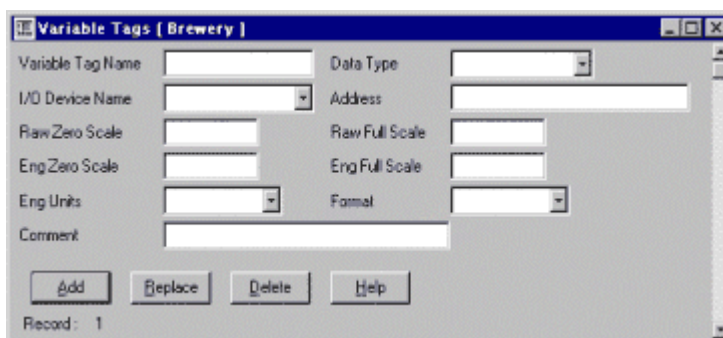 Variable Tags [ Brewery ]
Variable Tag Name Data Type
I/O Device Name Address
Raw Zero Scale Raw Full Scale
Eng Zero Scale Eng Full Scale
Eng Units Format
Comment
Add Replace Delete Help
Record : 1